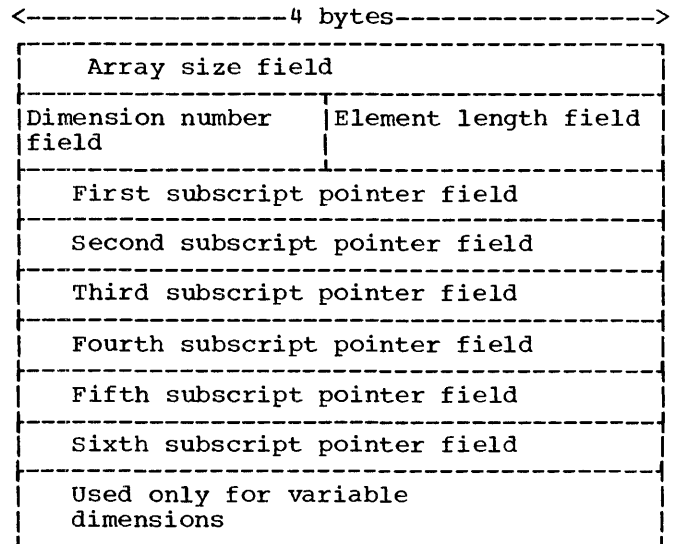 <-----------------4 bytes---------------->
Array size field
Dimension number field
Element length field
First subscript pointer field
Second subscript pointer field
Third subscript pointer field
Fourth subscript pointer field
Fifth subscript pointer field
Sixth subscript pointer field
Used only for variable
dimensions